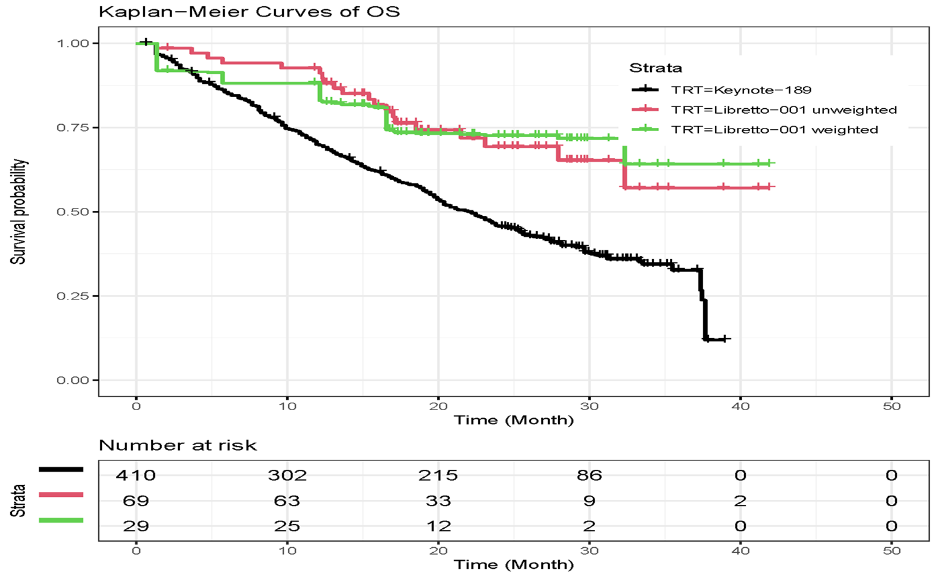 Kaplan−Meier Curves of OS
Survival probability
1.00
0.75
0.50
0.25
0.00
Strata
TRT=Keynote−189
TRT=Libretto−001 unweighted
TRT=Libretto−001 weighted
0 10 20 30 40 50
Time (Month)
Number at risk
Strata
410 302 215 86 0 0
69 63 33 9 2 0
29 25 12 2 0 0
0 10 20 30 40 50
Time (Month)